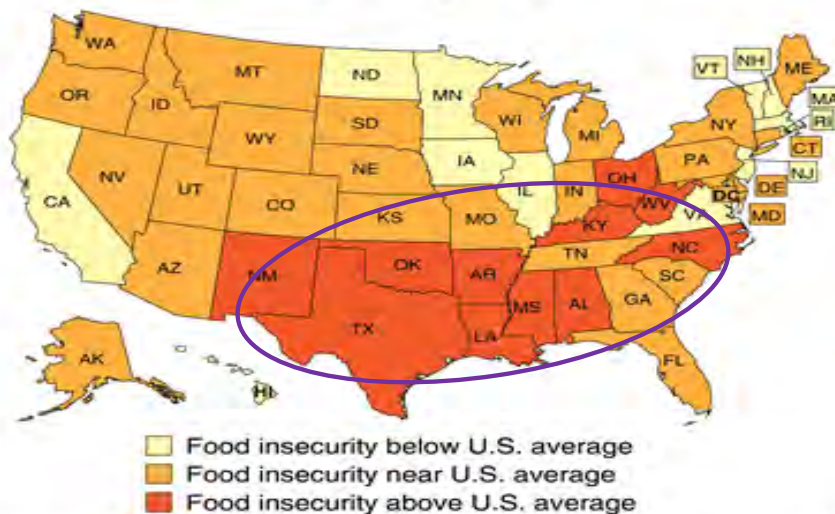 WA
MT
ND
MN
VT
NH
ME
OR
ID
SD
WI
MI
NY
MA
RI
WY
CT
NE
IA
PA
NJ
NV
UT
IL
IN
OH
DE
CA
CO
KS
MO
WV
VA
DC
MD
KY
AZ
NM
OK
AR
TN
NC
SC
TX
LA
MS
AL
GA
FL
AK
HI
Food insecurity below U.S. average
Food insecurity near U.S. average
Food insecurity above U.S. average